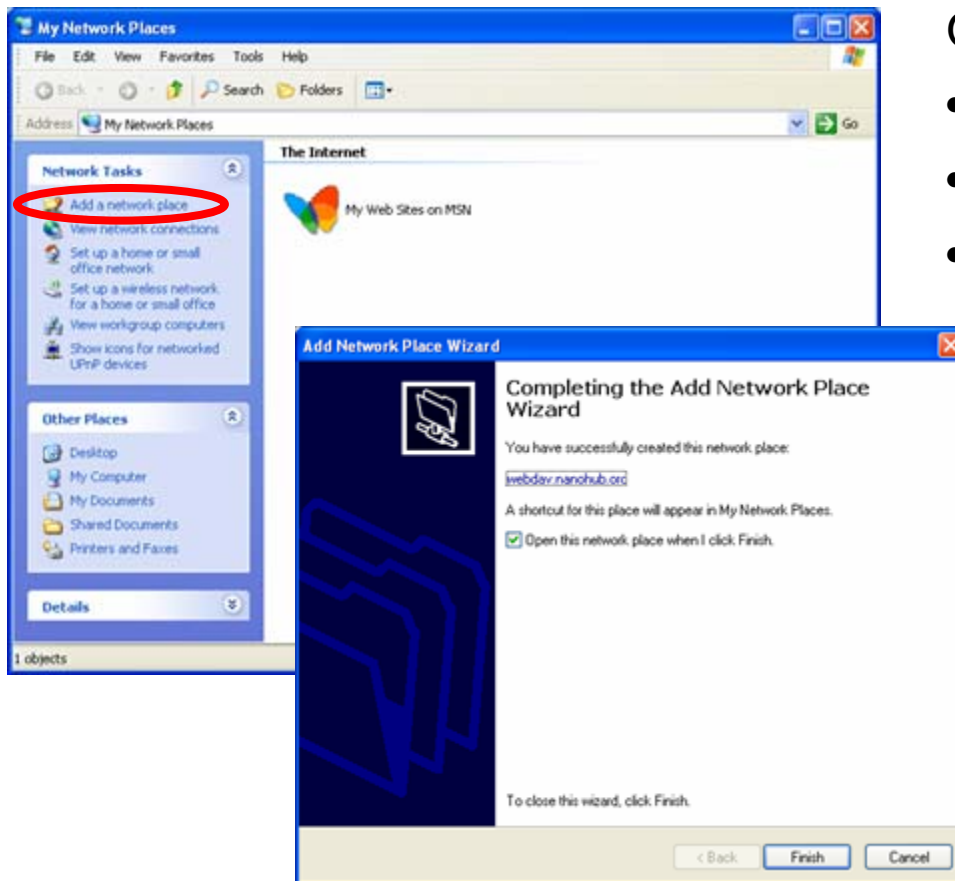 My Network Places
File Edit View Favorites Tools Help
Back Search Folders
Address My Network Places Go
Network Tasks
Add a network place
View network connections
Set up a home or small
office network
Set up a wireless network
for a home or small office
View workgroup computers
Show icons for networked
UPnP devices
Other Places
Desktop
My Computer
My Documents
Shared Documents
Printers and Faxes
Details
1 objects
The Internet
My Web Sites on MSN
Add Network Place Wizard
Completing the Add Network Place
Wizard
You have successfully created this network place:
webdav.nanohub.org
A shortcut for this place will appear in My Network Places.
Open this network place when I click Finish.
To close this wizard, click Finish.
< Back Finish Cancel
•
•
•